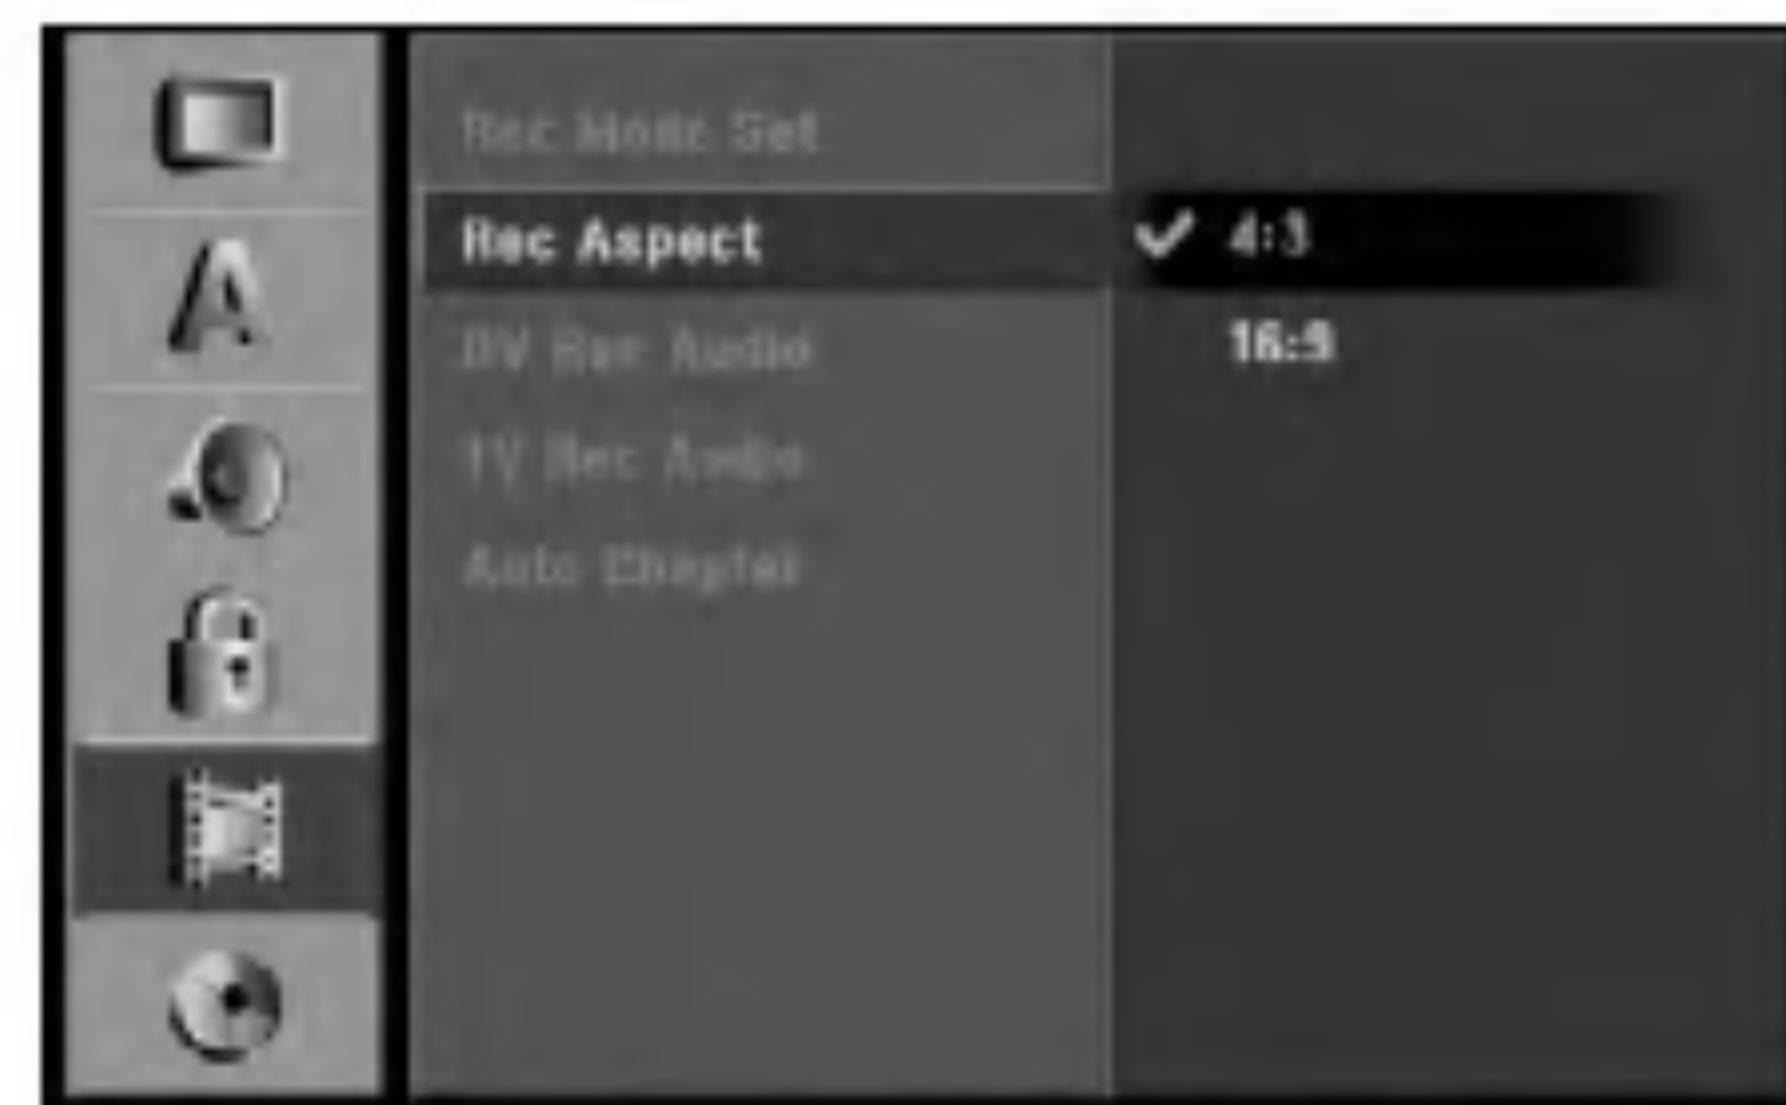 Rec Mode Set
Rec Aspect
✔ 4:3
16:9
DV Rec Audio
TV Rec Audio
Auto Chapter